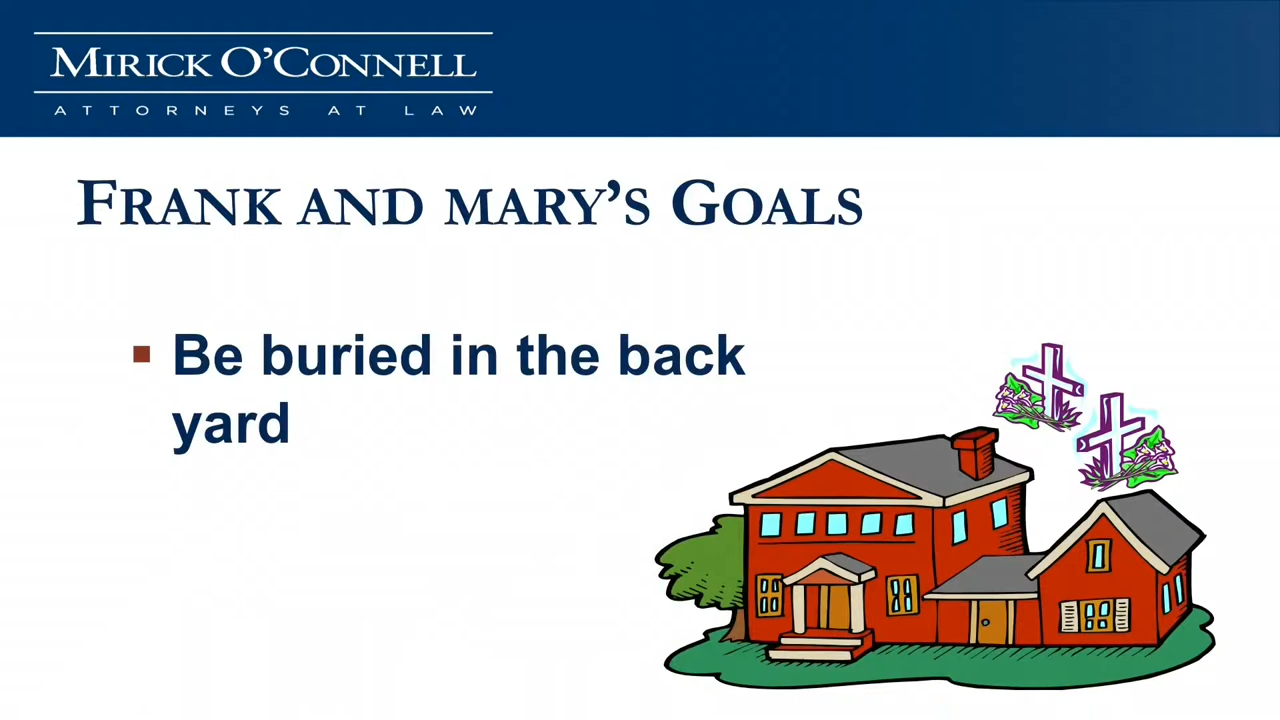 MIRICK O'CONNELL
ATTORNEYS AT LAW
FRANK AND MARY'S GOALS
Be buried in the back
yard